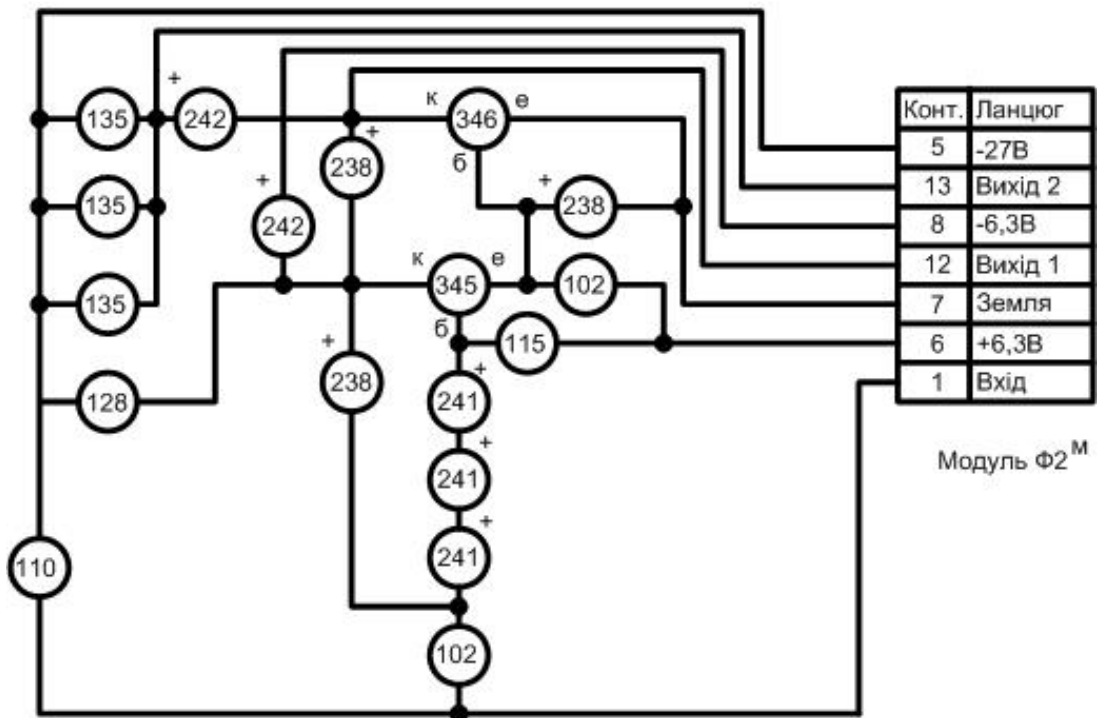 135
+
242
к
346
е
б
+
238
135
+
242
+
238
135
к
345
е
102
б
115
128
+
238
+
241
+
241
+
241
110
102
Конт. Ланцюг
5 -27В
13 Вихід 2
8 -6,3В
12 Вихід 1
7 Земля
6 +6,3В
1 Вхід
Модуль Ф2ᴹ